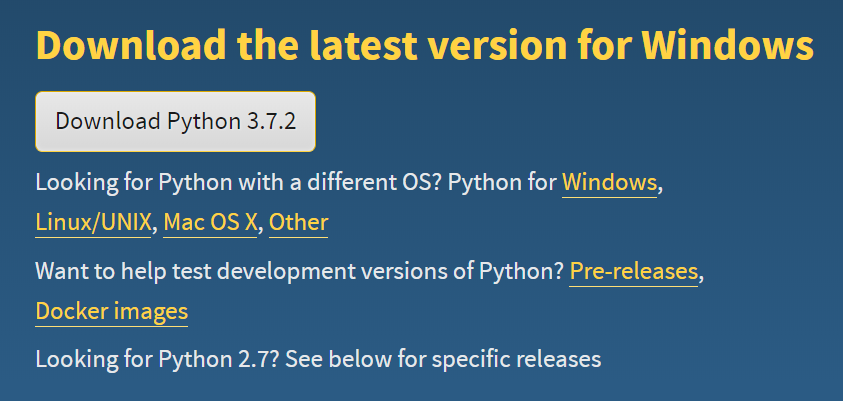 Download the latest version for Windows
Download Python 3.7.2
Looking for Python with a different OS? Python for Windows,
Linux/UNIX, Mac OS X, Other
Want to help test development versions of Python? Pre-releases,
Docker images
Looking for Python 2.7? See below for specific releases